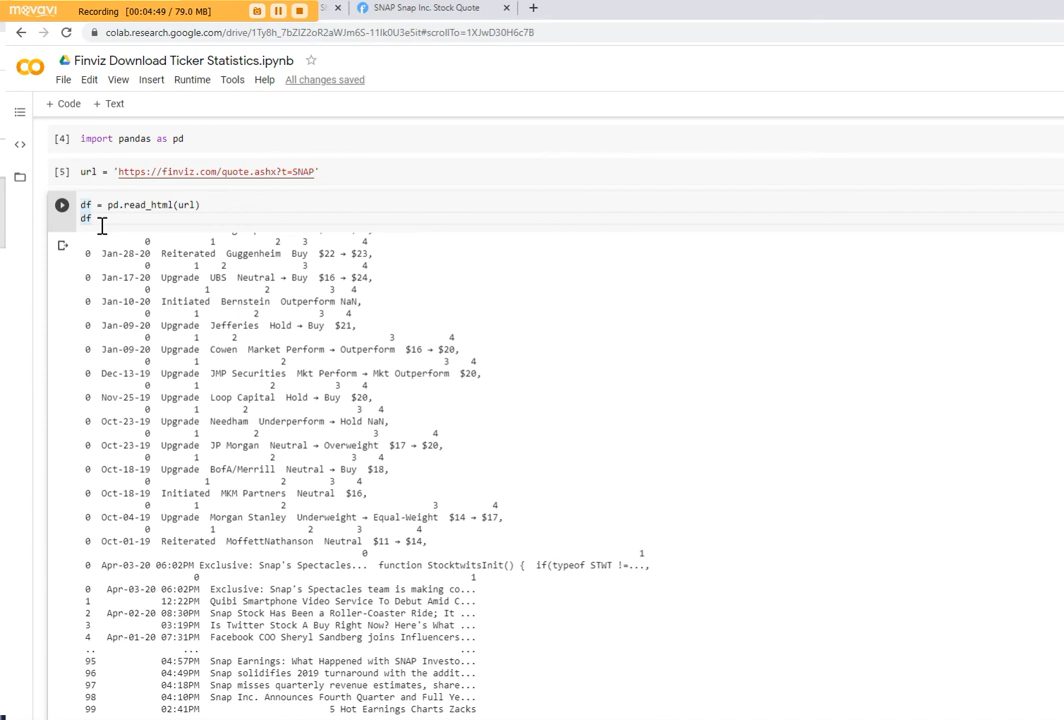 movavi Recording [00:04:49 / 79.0 MB]
SNAP Snap Inc. Stock Quote
colab.research.google.com/drive/1Ty8h_7bZIZ2oR2aWJm6S-11Ik0U3e5it#scrollTo=1XJwD30H6c7B
Finviz Download Ticker Statistics.ipynb
File Edit View Insert Runtime Tools Help All changes saved
+ Code + Text
[4] import pandas as pd
[5] url = 'https://finviz.com/quote.ashx?t=SNAP'
df = pd.read_html(url)
df
0 1 2 3 4
0 Jan-28-20 Reiterated Guggenheim Buy $22 → $23,
0 1 2 3 4
0 Jan-17-20 Upgrade UBS Neutral → Buy $16 → $24,
0 1 2 3 4
0 Jan-10-20 Initiated Bernstein Outperform NaN,
0 1 2 3 4
0 Jan-09-20 Upgrade Jefferies Hold → Buy $21,
0 1 2 3 4
0 Jan-09-20 Upgrade Cowen Market Perform → Outperform $16 → $20,
0 1 2 3 4
0 Dec-13-19 Upgrade JMP Securities Mkt Perform → Mkt Outperform $20,
0 1 2 3 4
0 Nov-25-19 Upgrade Loop Capital Hold → Buy $20,
0 1 2 3 4
0 Oct-23-19 Upgrade Needham Underperform → Hold NaN,
0 1 2 3 4
0 Oct-23-19 Upgrade JP Morgan Neutral → Overweight $17 → $20,
0 1 2 3 4
0 Oct-18-19 Upgrade BofA/Merrill Neutral → Buy $18,
0 1 2 3 4
0 Oct-18-19 Initiated MKM Partners Neutral $16,
0 1 2 3 4
0 Oct-04-19 Upgrade Morgan Stanley Underweight → Equal-Weight $14 → $17,
0 1 2 3 4
0 Oct-01-19 Reiterated MoffettNathanson Neutral $11 → $14,
0 1
0 Apr-03-20 06:02PM Exclusive: Snap's Spectacles... function StocktwitsInit() { if(typeof STWT !=...,
0 1
0 Apr-03-20 06:02PM Exclusive: Snap's Spectacles team is making co...
1 12:22PM Quibi Smartphone Video Service To Debut Amid C...
2 Apr-02-20 08:30PM Snap Stock Has Been a Roller-Coaster Ride; It ...
3 03:19PM Is Twitter Stock A Buy Right Now? Here's What ...
4 Apr-01-20 07:31PM Facebook COO Sheryl Sandberg joins Influencers...
.. ... ...
95 04:57PM Snap Earnings: What Happened with SNAP Investo...
96 04:49PM Snap solidifies 2019 turnaround with the addit...
97 04:18PM Snap misses quarterly revenue estimates, share...
98 04:10PM Snap Inc. Announces Fourth Quarter and Full Ye...
99 02:41PM 5 Hot Earnings Charts Zacks